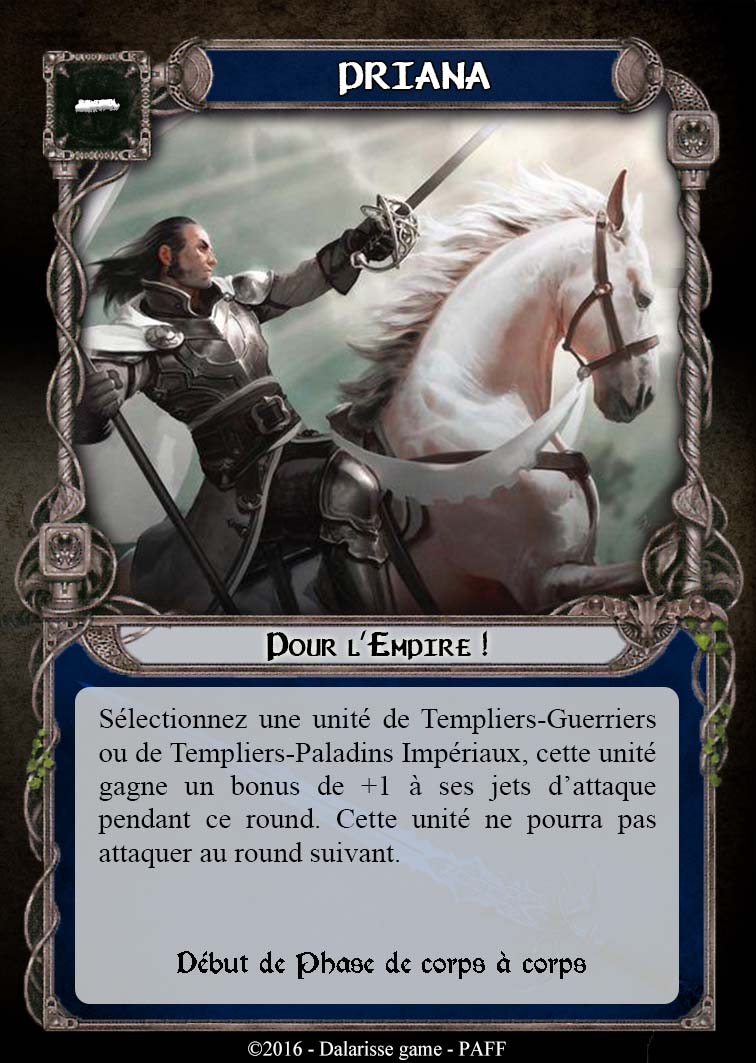 DRIANA
-
Pour l'Empire !
Sélectionnez une unité de Templiers-Guerriers
ou de Templiers-Paladins Impériaux, cette unité
gagne un bonus de +1 à ses jets d'attaque
pendant ce round. Cette unité ne pourra pas
attaquer au round suivant.
Début de Phase de corps à corps
©2016 - Dalarisse game - PAFF